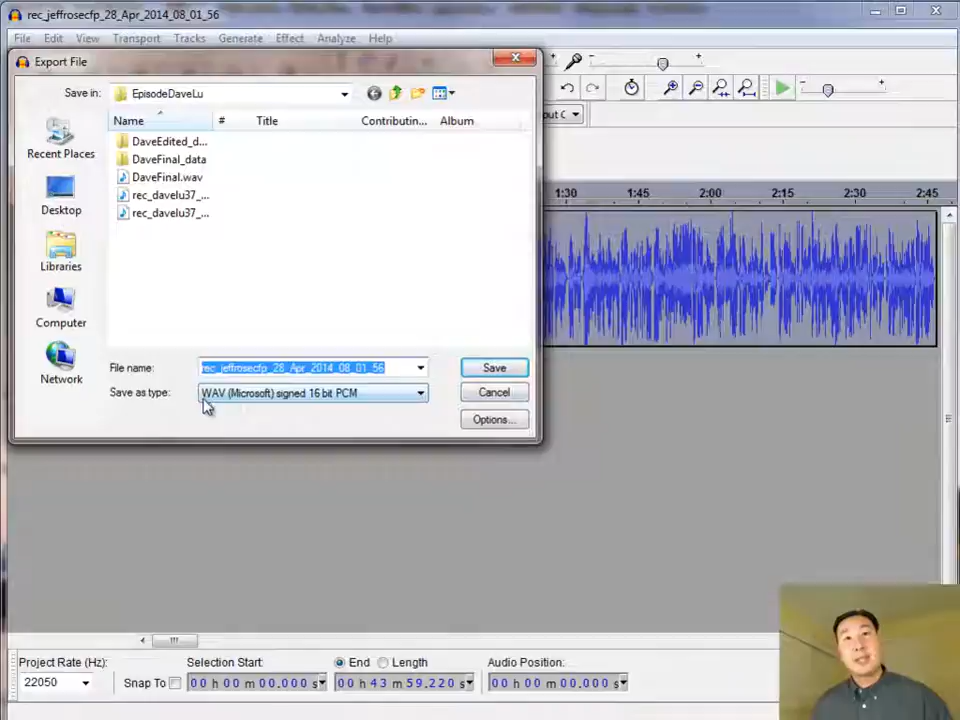 rec_jeffrosecfp_28_Apr_2014_08_01_56
File Edit View Transport Tracks Generate Effect Analyze Help
Export File
Save in: EpisodeDaveLu
Name # Title Contributin... Album
Recent Places
Desktop
Libraries
Computer
Network
DaveEdited_d...
DaveFinal_data
DaveFinal.wav
rec_davelu37_...
rec_davelu37_...
File name: rec_jeffrosecfp_28_Apr_2014_08_01_56 Save
Save as type: WAV (Microsoft) signed 16 bit PCM Cancel
Options...
1:30 2:00 2:15 2:30 2:45
Project Rate (Hz): Selection Start: End Length Audio Position:
22050 Snap To 00 h 00 m 00.000 s 00 h 43 m 59.220 s 00 h 00 m 00.000 s